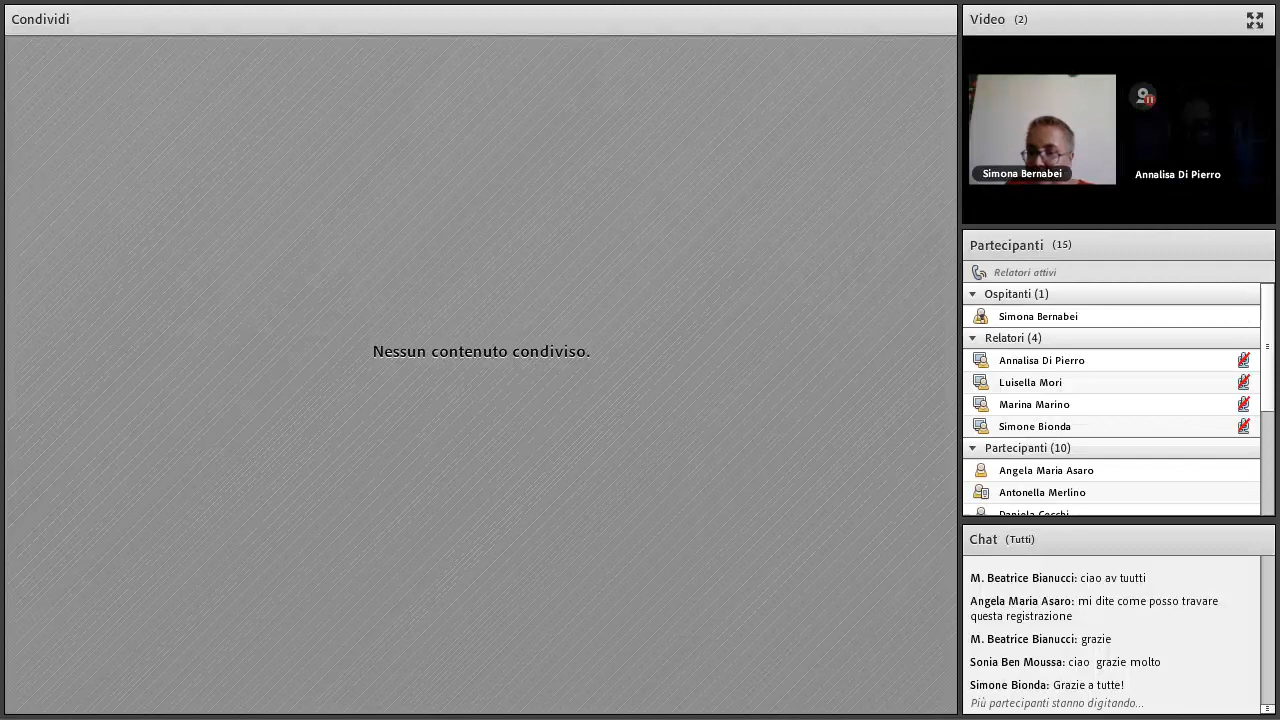 Condividi
Nessun contenuto condiviso.
Video (2)
Simona Bernabei
Annalisa Di Pierro
Partecipanti (15)
Relatori attivi
Ospitanti (1)
Simona Bernabei
Relatori (4)
Annalisa Di Pierro
Luisella Mori
Marina Marino
Simone Bionda
Partecipanti (10)
Angela Maria Asaro
Antonella Merlino
Daniela Cecchi
Chat (Tutti)
M. Beatrice Bianucci: ciao av tuutti
Angela Maria Asaro: mi dite come posso travare
questa registrazione
M. Beatrice Bianucci: grazie
Sonia Ben Moussa: ciao grazie molto
Simone Bionda: Grazie a tutte!
Più partecipanti stanno digitando...